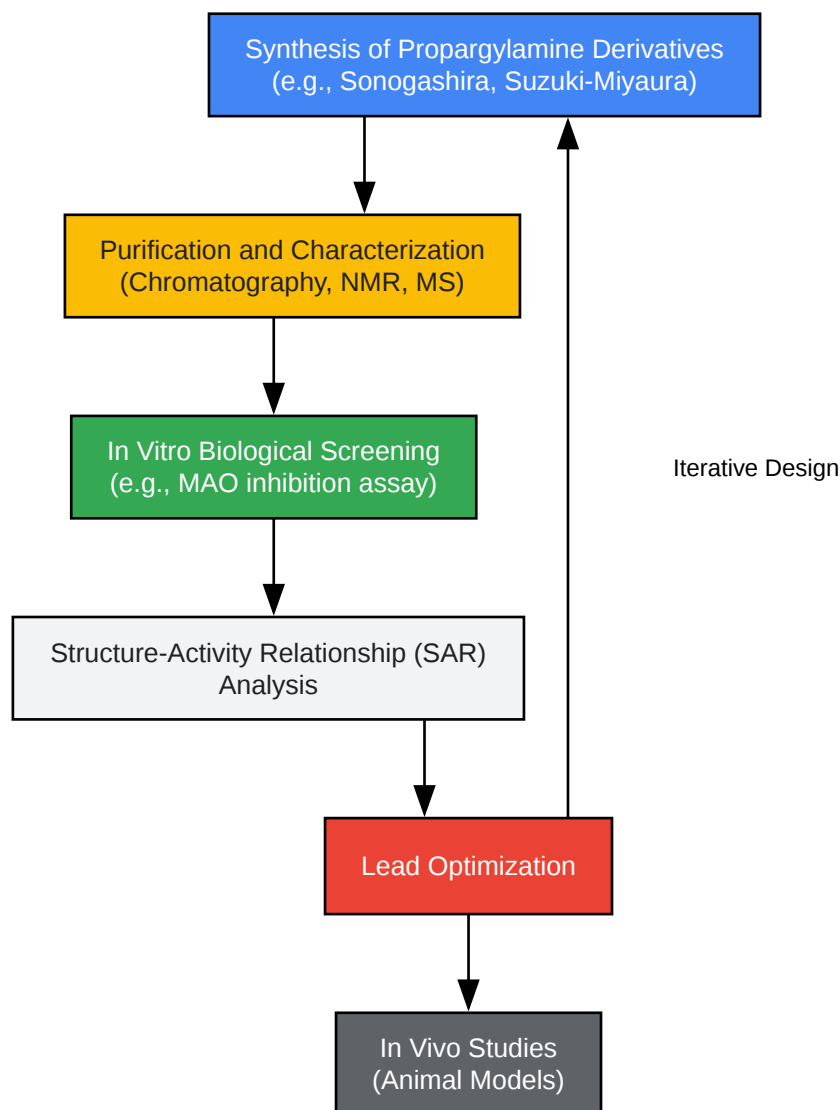 Synthesis of Propargylamine Derivatives
(e.g., Sonogashira, Suzuki-Miyaura)
Purification and Characterization
(Chromatography, NMR, MS)
In Vitro Biological Screening
(e.g., MAO inhibition assay)
Iterative Design
Structure-Activity Relationship (SAR)
Analysis
Lead Optimization
In Vivo Studies
(Animal Models)